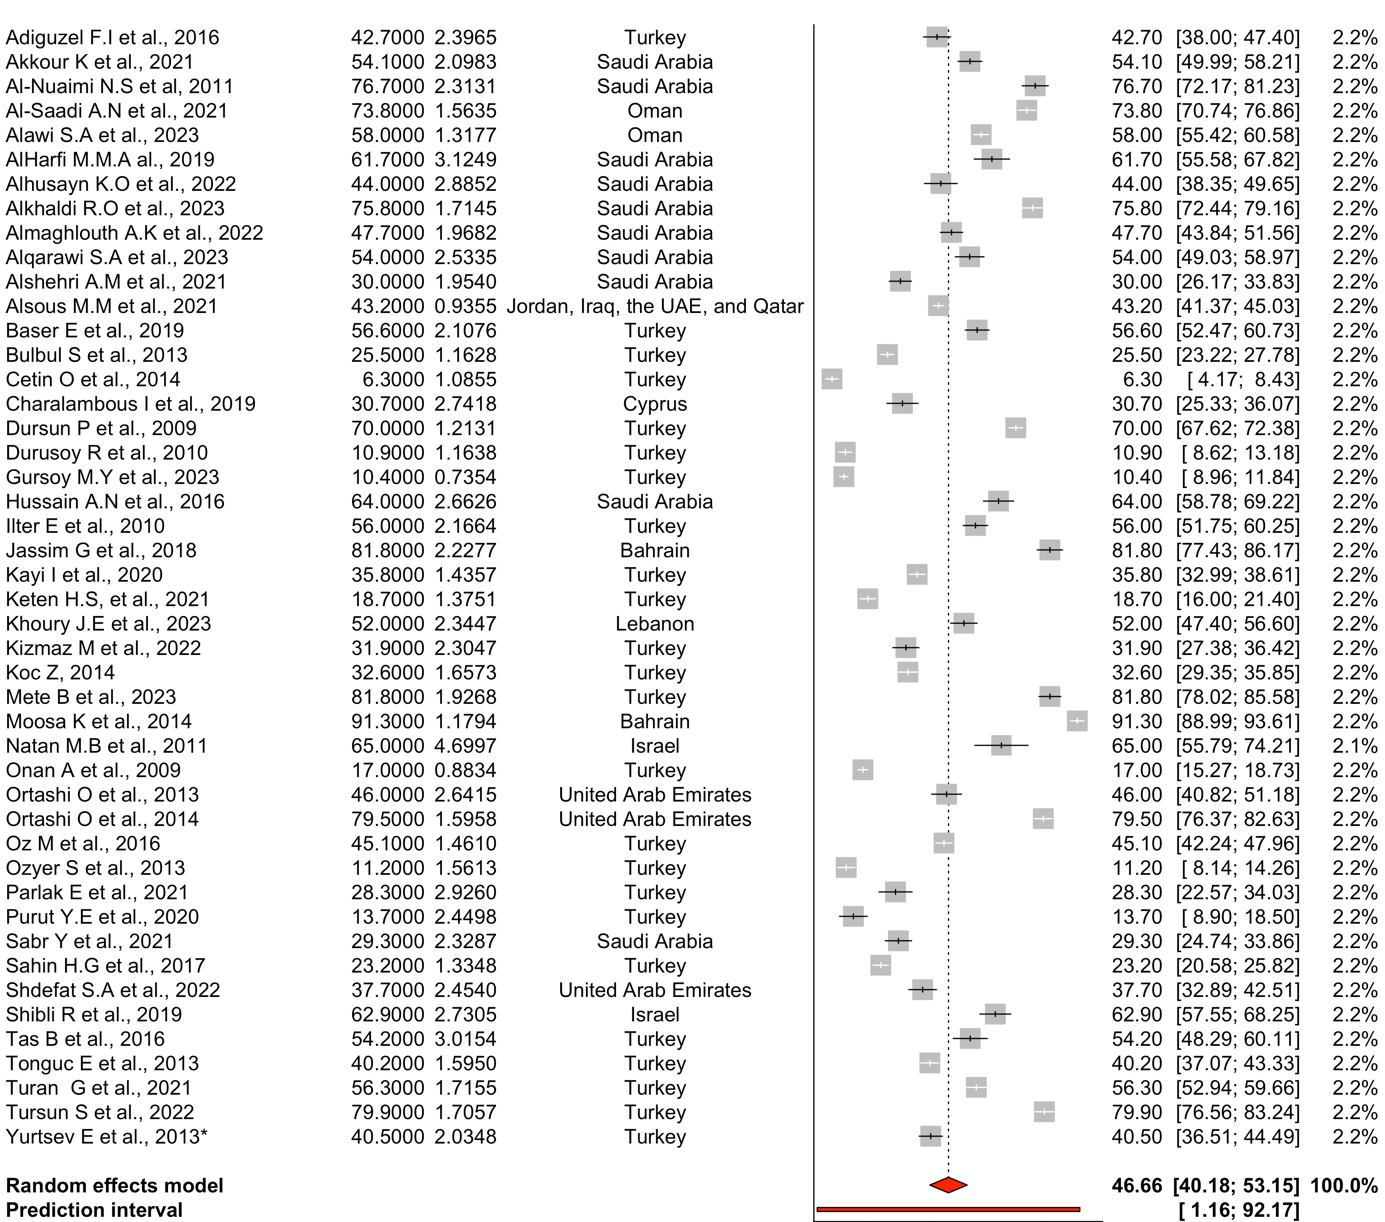 Adiguzel F.I et al., 2016 42.7000 2.3965 Turkey 42.70 [38.00; 47.40] 2.2%
Akkour K et al., 2021 54.1000 2.0983 Saudi Arabia 54.10 [49.99; 58.21] 2.2%
Al-Nuaimi N.S et al, 2011 76.7000 2.3131 Saudi Arabia 76.70 [72.17; 81.23] 2.2%
Al-Saadi A.N et al., 2021 73.8000 1.5635 Oman 73.80 [70.74; 76.86] 2.2%
Alawi S.A et al., 2023 58.0000 1.3177 Oman 58.00 [55.42; 60.58] 2.2%
AlHarfi M.M.A al., 2019 61.7000 3.1249 Saudi Arabia 61.70 [55.58; 67.82] 2.2%
Alhusayn K.O et al., 2022 44.0000 2.8852 Saudi Arabia 44.00 [38.35; 49.65] 2.2%
Alkhaldi R.O et al., 2023 75.8000 1.7145 Saudi Arabia 75.80 [72.44; 79.16] 2.2%
Almaghlouth A.K et al., 2022 47.7000 1.9682 Saudi Arabia 47.70 [43.84; 51.56] 2.2%
Alqarawi S.A et al., 2023 54.0000 2.5335 Saudi Arabia 54.00 [49.03; 58.97] 2.2%
Alshehri A.M et al., 2021 30.0000 1.9540 Saudi Arabia 30.00 [26.17; 33.83] 2.2%
Alsous M.M et al., 2021 43.2000 0.9355 Jordan, Iraq, the UAE, and Qatar 43.20 [41.37; 45.03] 2.2%
Baser E et al., 2019 56.6000 2.1076 Turkey 56.60 [52.47; 60.73] 2.2%
Bulbul S et al., 2013 25.5000 1.1628 Turkey 25.50 [23.22; 27.78] 2.2%
Cetin O et al., 2014 6.3000 1.0855 Turkey 6.30 [ 4.17; 8.43] 2.2%
Charalambous I et al., 2019 30.7000 2.7418 Cyprus 30.70 [25.33; 36.07] 2.2%
Dursun P et al., 2009 70.0000 1.2131 Turkey 70.00 [67.62; 72.38] 2.2%
Durusoy R et al., 2010 10.9000 1.1638 Turkey 10.90 [ 8.62; 13.18] 2.2%
Gursoy M.Y et al., 2023 10.4000 0.7354 Turkey 10.40 [ 8.96; 11.84] 2.2%
Hussain A.N et al., 2016 64.0000 2.6626 Saudi Arabia 64.00 [58.78; 69.22] 2.2%
Ilter E et al., 2010 56.0000 2.1664 Turkey 56.00 [51.75; 60.25] 2.2%
Jassim G et al., 2018 81.8000 2.2277 Bahrain 81.80 [77.43; 86.17] 2.2%
Kayi I et al., 2020 35.8000 1.4357 Turkey 35.80 [32.99; 38.61] 2.2%
Keten H.S, et al., 2021 18.7000 1.3751 Turkey 18.70 [16.00; 21.40] 2.2%
Khoury J.E et al., 2023 52.0000 2.3447 Lebanon 52.00 [47.40; 56.60] 2.2%
Kizmaz M et al., 2022 31.9000 2.3047 Turkey 31.90 [27.38; 36.42] 2.2%
Koc Z, 2014 32.6000 1.6573 Turkey 32.60 [29.35; 35.85] 2.2%
Mete B et al., 2023 81.8000 1.9268 Turkey 81.80 [78.02; 85.58] 2.2%
Moosa K et al., 2014 91.3000 1.1794 Bahrain 91.30 [88.99; 93.61] 2.2%
Natan M.B et al., 2011 65.0000 4.6997 Israel 65.00 [55.79; 74.21] 2.1%
Onan A et al., 2009 17.0000 0.8834 Turkey 17.00 [15.27; 18.73] 2.2%
Ortashi O et al., 2013 46.0000 2.6415 United Arab Emirates 46.00 [40.82; 51.18] 2.2%
Ortashi O et al., 2014 79.5000 1.5958 United Arab Emirates 79.50 [76.37; 82.63] 2.2%
Oz M et al., 2016 45.1000 1.4610 Turkey 45.10 [42.24; 47.96] 2.2%
Ozyer S et al., 2013 11.2000 1.5613 Turkey 11.20 [ 8.14; 14.26] 2.2%
Parlak E et al., 2021 28.3000 2.9260 Turkey 28.30 [22.57; 34.03] 2.2%
Purut Y.E et al., 2020 13.7000 2.4498 Turkey 13.70 [ 8.90; 18.50] 2.2%
Sabr Y et al., 2021 29.3000 2.3287 Saudi Arabia 29.30 [24.74; 33.86] 2.2%
Sahin H.G et al., 2017 23.2000 1.3348 Turkey 23.20 [20.58; 25.82] 2.2%
Shdefat S.A et al., 2022 37.7000 2.4540 United Arab Emirates 37.70 [32.89; 42.51] 2.2%
Shibli R et al., 2019 62.9000 2.7305 Israel 62.90 [57.55; 68.25] 2.2%
Tas B et al., 2016 54.2000 3.0154 Turkey 54.20 [48.29; 60.11] 2.2%
Tonguc E et al., 2013 40.2000 1.5950 Turkey 40.20 [37.07; 43.33] 2.2%
Turan G et al., 2021 56.3000 1.7155 Turkey 56.30 [52.94; 59.66] 2.2%
Tursun S et al., 2022 79.9000 1.7057 Turkey 79.90 [76.56; 83.24] 2.2%
Yurtsev E et al., 2013* 40.5000 2.0348 Turkey 40.50 [36.51; 44.49] 2.2%
Random effects model 46.66 [40.18; 53.15] 100.0%
Prediction interval [ 1.16; 92.17]